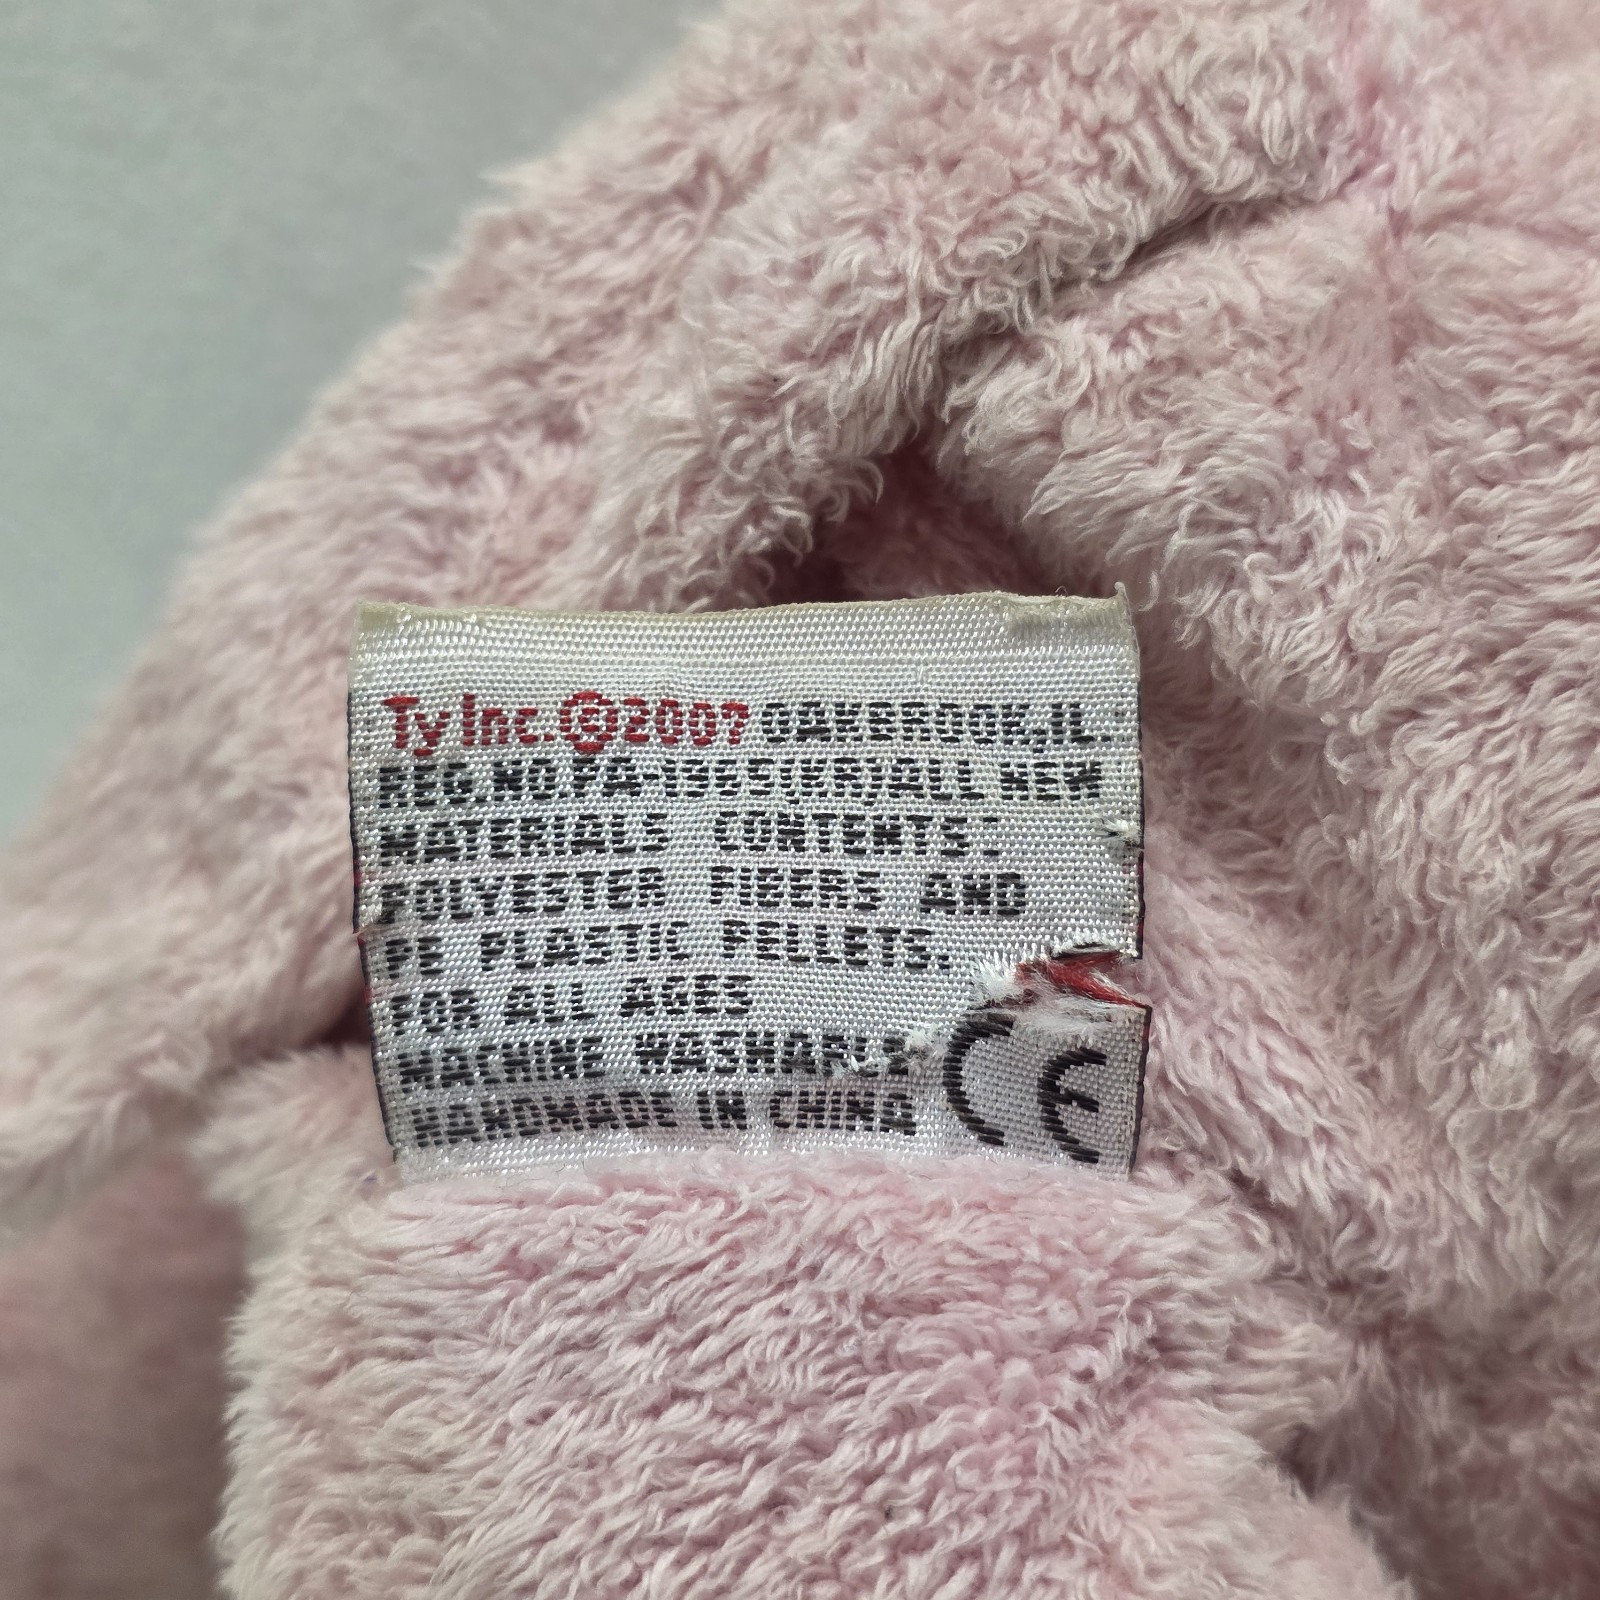 Ty Inc. © 2007 OAKBROOK, IL.
REG. NO. PA-1965(KR) ALL NEW
MATERIALS CONTENTS:
POLYESTER FIBERS AND
PE PLASTIC PELLETS.
FOR ALL AGES
MACHINE WASHABLE
HANDMADE IN CHINA CE